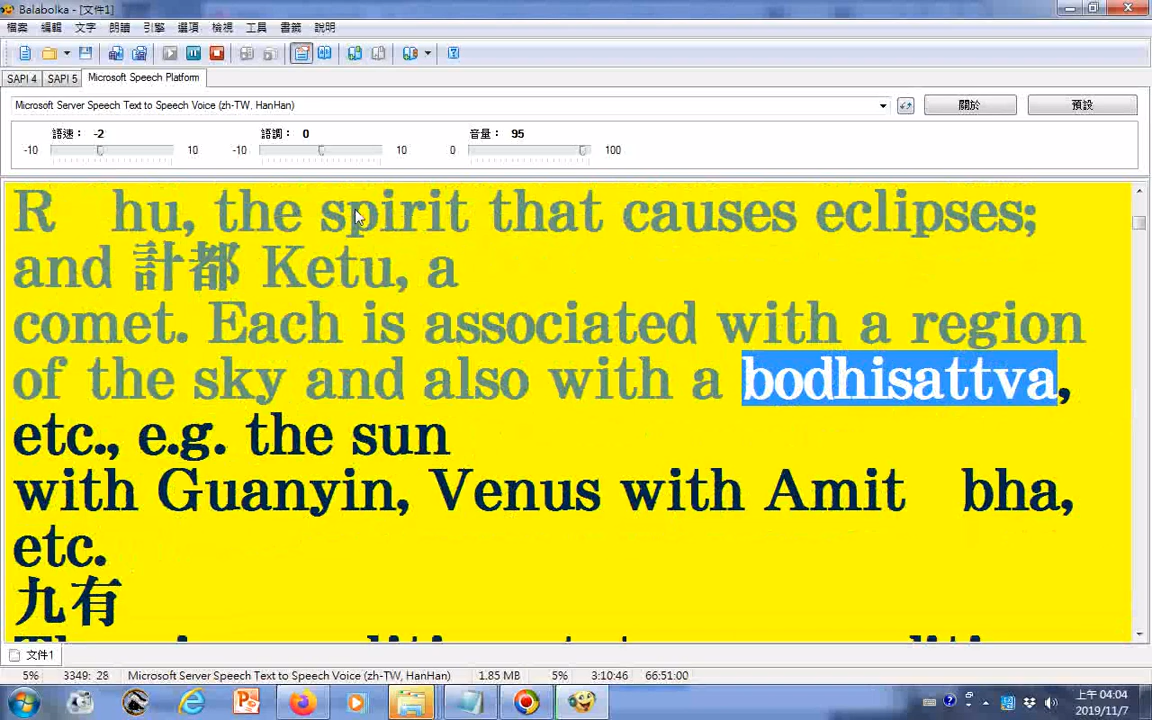 Balabolka - [文件1]
檔案 編輯 文字 朗讀 引擎 選項 檢視 工具 書籤 說明
SAPI 4 SAPI 5 Microsoft Speech Platform
Microsoft Server Speech Text to Speech Voice (zh-TW, HanHan) 關於 預設
語速： -2 語調： 0 音量： 95
-10 10 -10 10 0 100
R hu, the spirit that causes eclipses;
and 計都 Ketu, a
comet. Each is associated with a region
of the sky and also with a bodhisattva,
etc., e.g. the sun
with Guanyin, Venus with Amit bha,
etc.
九有
文件1
5% 3349: 28 Microsoft Server Speech Text to Speech Voice (zh-TW, HanHan) 1.85 MB 5% 3:10:46 66:51:00
上午 04:04
2019/11/7